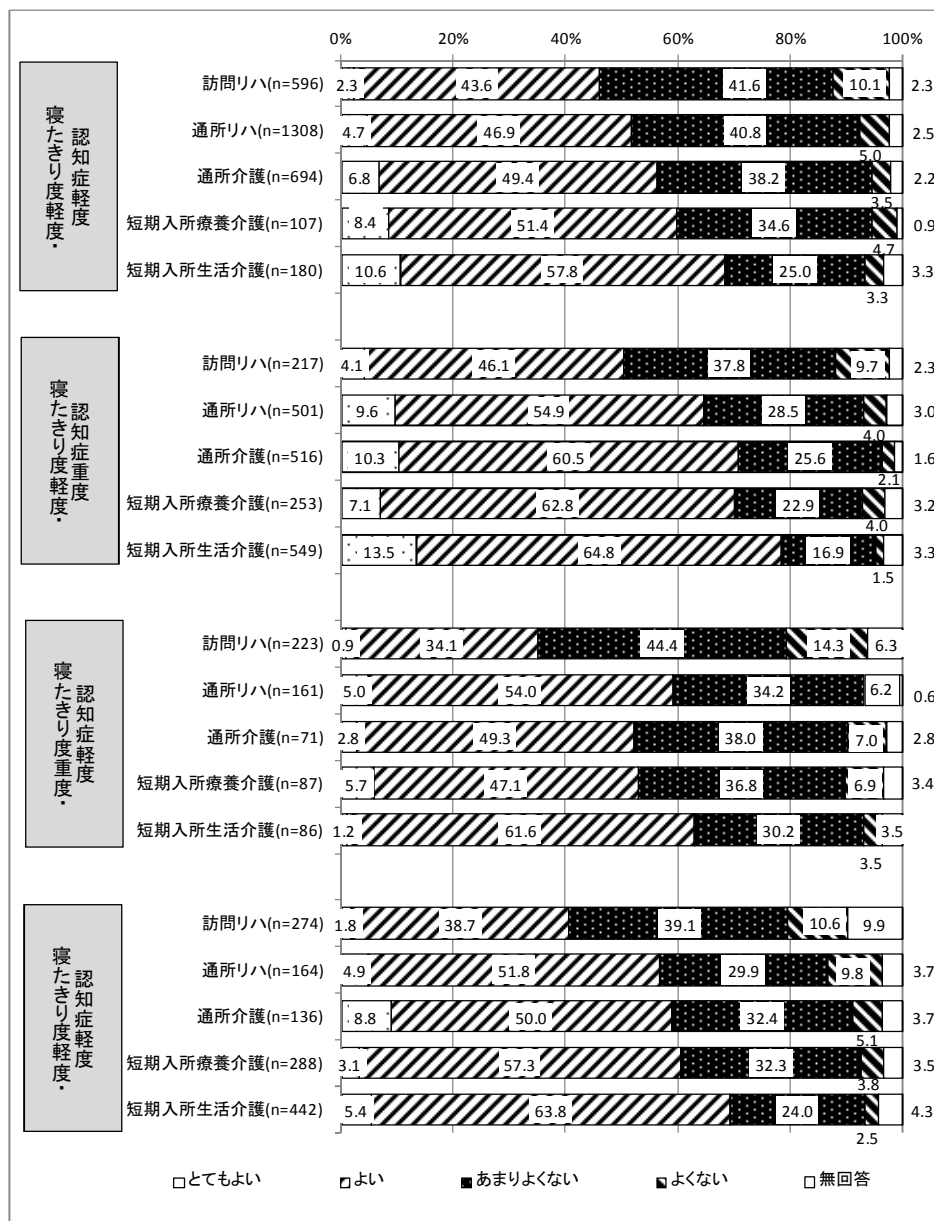 0% 20% 40% 60% 80% 100%
寝たきり度軽度・
認知症軽度
訪問リハ(n=596) 2.3 43.6 41.6 10.1 2.3
通所リハ(n=1308) 4.7 46.9 40.8 5.0 2.5
通所介護(n=694) 6.8 49.4 38.2 3.5 2.2
短期入所療養介護(n=107) 8.4 51.4 34.6 4.7 0.9
短期入所生活介護(n=180) 10.6 57.8 25.0 3.3 3.3
寝たきり度軽度・
認知症重度
訪問リハ(n=217) 4.1 46.1 37.8 9.7 2.3
通所リハ(n=501) 9.6 54.9 28.5 4.0 3.0
通所介護(n=516) 10.3 60.5 25.6 2.1 1.6
短期入所療養介護(n=253) 7.1 62.8 22.9 4.0 3.2
短期入所生活介護(n=549) 13.5 64.8 16.9 1.5 3.3
寝たきり度重度・
認知症軽度
訪問リハ(n=223) 0.9 34.1 44.4 14.3 6.3
通所リハ(n=161) 5.0 54.0 34.2 6.2 0.6
通所介護(n=71) 2.8 49.3 38.0 7.0 2.8
短期入所療養介護(n=87) 5.7 47.1 36.8 6.9 3.4
短期入所生活介護(n=86) 1.2 61.6 30.2 3.5 3.5
寝たきり度軽度・
認知症軽度
訪問リハ(n=274) 1.8 38.7 39.1 10.6 9.9
通所リハ(n=164) 4.9 51.8 29.9 9.8 3.7
通所介護(n=136) 8.8 50.0 32.4 5.1 3.7
短期入所療養介護(n=288) 3.1 57.3 32.3 3.8 3.5
短期入所生活介護(n=442) 5.4 63.8 24.0 2.5 4.3
とてもよい よい あまりよくない よくない 無回答